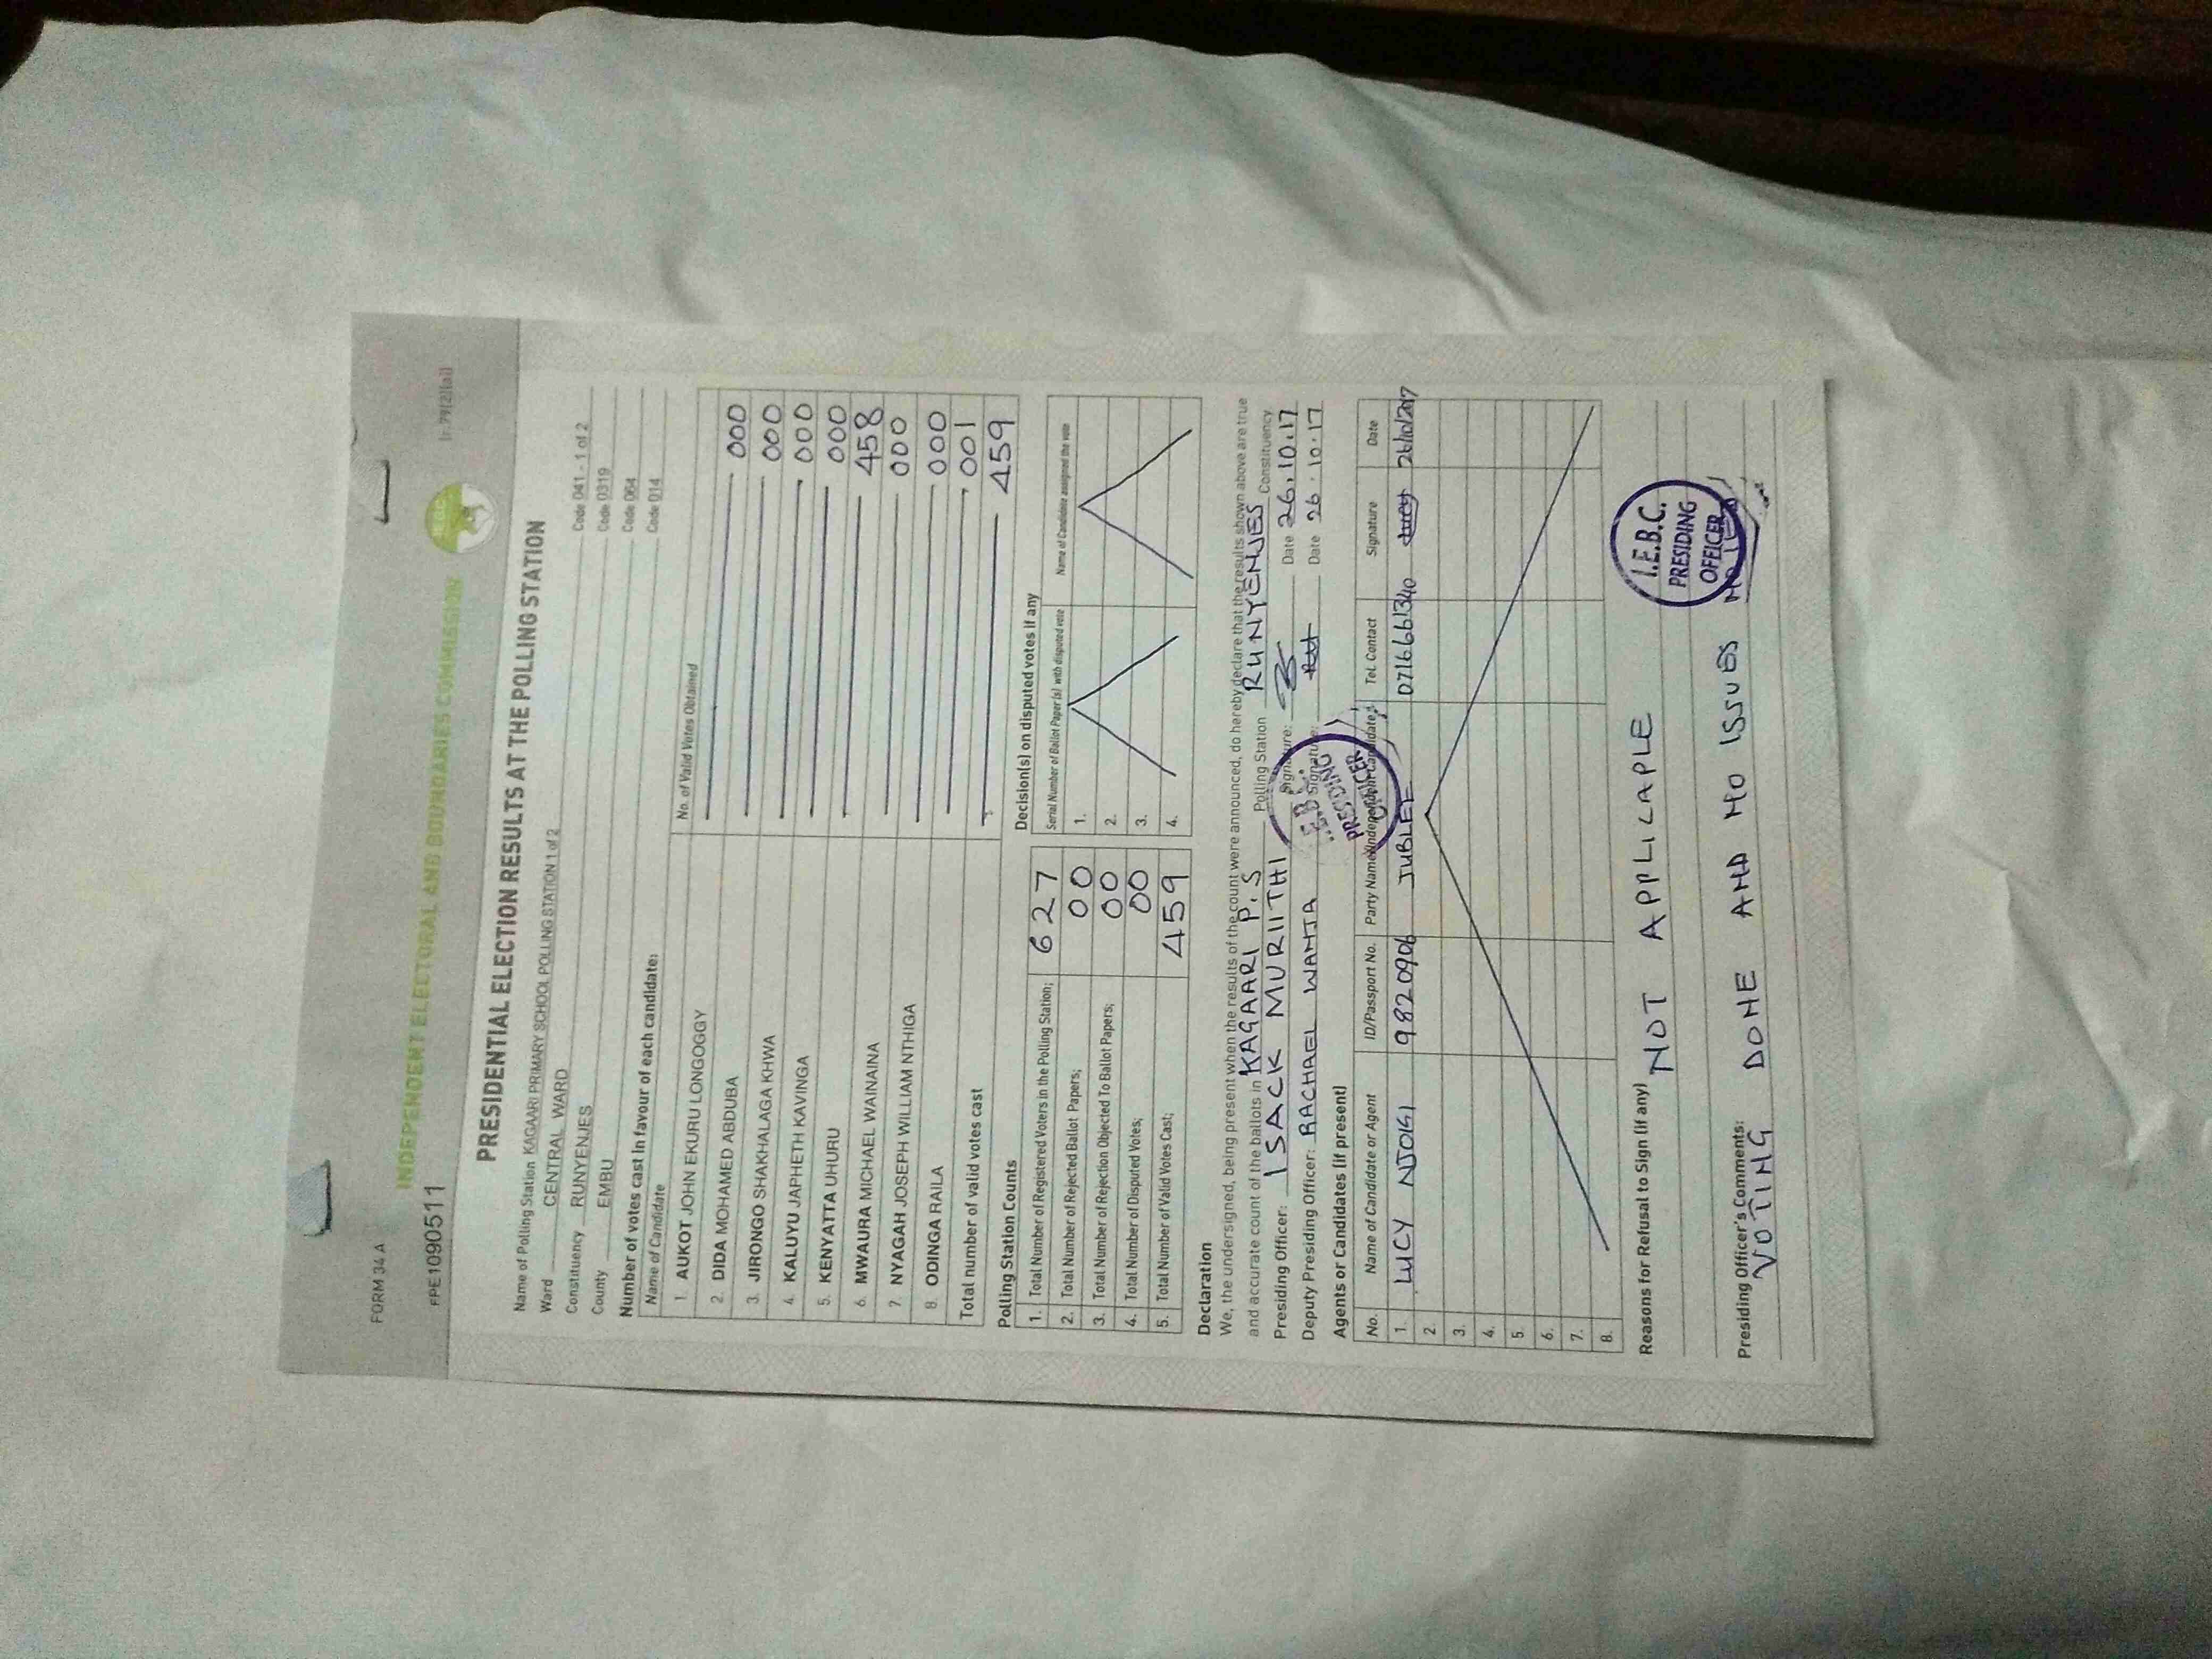 FORM 34 A
(r.79(2)(a))
FPE1090511
INDEPENDENT ELECTORAL AND BOUNDARIES COMMISSION
PRESIDENTIAL ELECTION RESULTS AT THE POLLING STATION
Name of Polling Station KAGAARI PRIMARY SCHOOL POLLING STATION 1 of 2 Code 041 - 1 of 2
Ward CENTRAL WARD Code 0319
Constituency RUNYENJES Code 064
County EMBU Code 014
Number of votes cast in favour of each candidate:
Name of Candidate No. of Valid Votes Obtained
1. AUKOT JOHN EKURU LONGOGGY 000
2. DIDA MOHAMED ABDUBA 000
3. JIRONGO SHAKHALAGA KHWA 000
4. KALUYU JAPHETH KAVINGA 000
5. KENYATTA UHURU 458
6. MWAURA MICHAEL WAINAINA 000
7. NYAGAH JOSEPH WILLIAM NTHIGA 000
8. ODINGA RAILA 001
Total number of valid votes cast 459
Polling Station Counts
1. Total Number of Registered Voters in the Polling Station; 627
2. Total Number of Rejected Ballot Papers; 00
3. Total Number of Rejection Objected To Ballot Papers; 00
4. Total Number of Disputed Votes; 00
5. Total Number of Valid Votes Cast; 459
Decision(s) on disputed votes if any
Serial Number of Ballot Paper (s) with disputed vote Name of Candidate assigned the vote
1.
2.
3.
4.
Declaration
We, the undersigned, being present when the results of the count were announced, do hereby declare that the results shown above are true
and accurate count of the ballots in KAGAARI P.S Polling Station RUNYENJES Constituency
Presiding Officer: ISACK MURIITHI Signature: Date 26.10.17
Deputy Presiding Officer: RACHAEL WANJA Signature: Date 26.10.17
I.E.B.C. PRESIDING OFFICER
Agents or Candidates (if present)
No. Name of Candidate or Agent ID/Passport No. Party Name/Independent Candidate Tel. Contact Signature Date
1. LUCY NJOGI 9820906 JUBLEE 0716661340 Lucy 26/10/2017
2.
3.
4.
5.
6.
7.
8.
Reasons for Refusal to Sign (if any) NOT APPLICAPLE
I.E.B.C.
PRESIDING
OFFICER
Presiding Officer's Comments:
VOTING DONE AND NO ISSUES